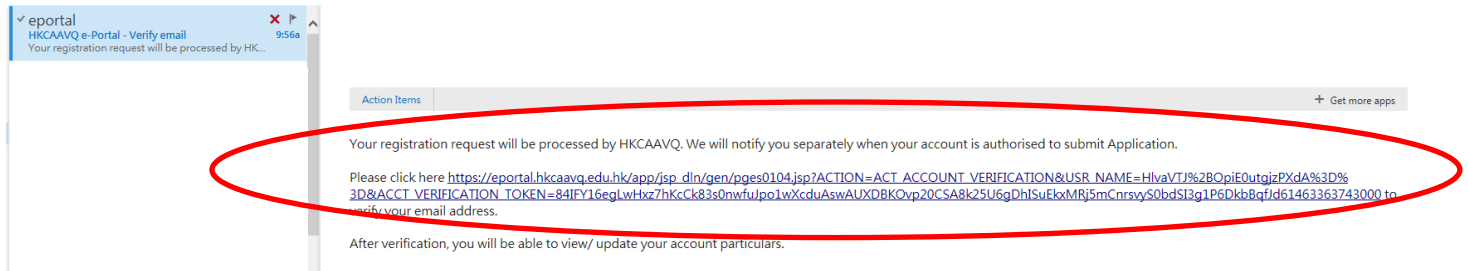 eportal
HKCAAVQ e-Portal - Verify email 9:56a
Your registration request will be processed by HK...
Action Items
+ Get more apps
Your registration request will be processed by HKCAAVQ. We will notify you separately when your account is authorised to submit Application.
Please click here https://eportal.hkcaavq.edu.hk/app/jsp_dln/gen/pges0104.jsp?ACTION=ACT_ACCOUNT_VERIFICATION&USR_NAME=HlvaVTJ%2BOpiE0utgjzPXdA%3D%
3D&ACCT_VERIFICATION_TOKEN=84IFY16egLwHxz7hKcCk83s0nwfuJpo1wXcduAswAUXDBKOvp20CSA8k25U6gDhISuEkxMRj5mCnrsvyS0bdSI3g1P6DkbBqfJd61463363743000 to
verify your email address.
After verification, you will be able to view/ update your account particulars.